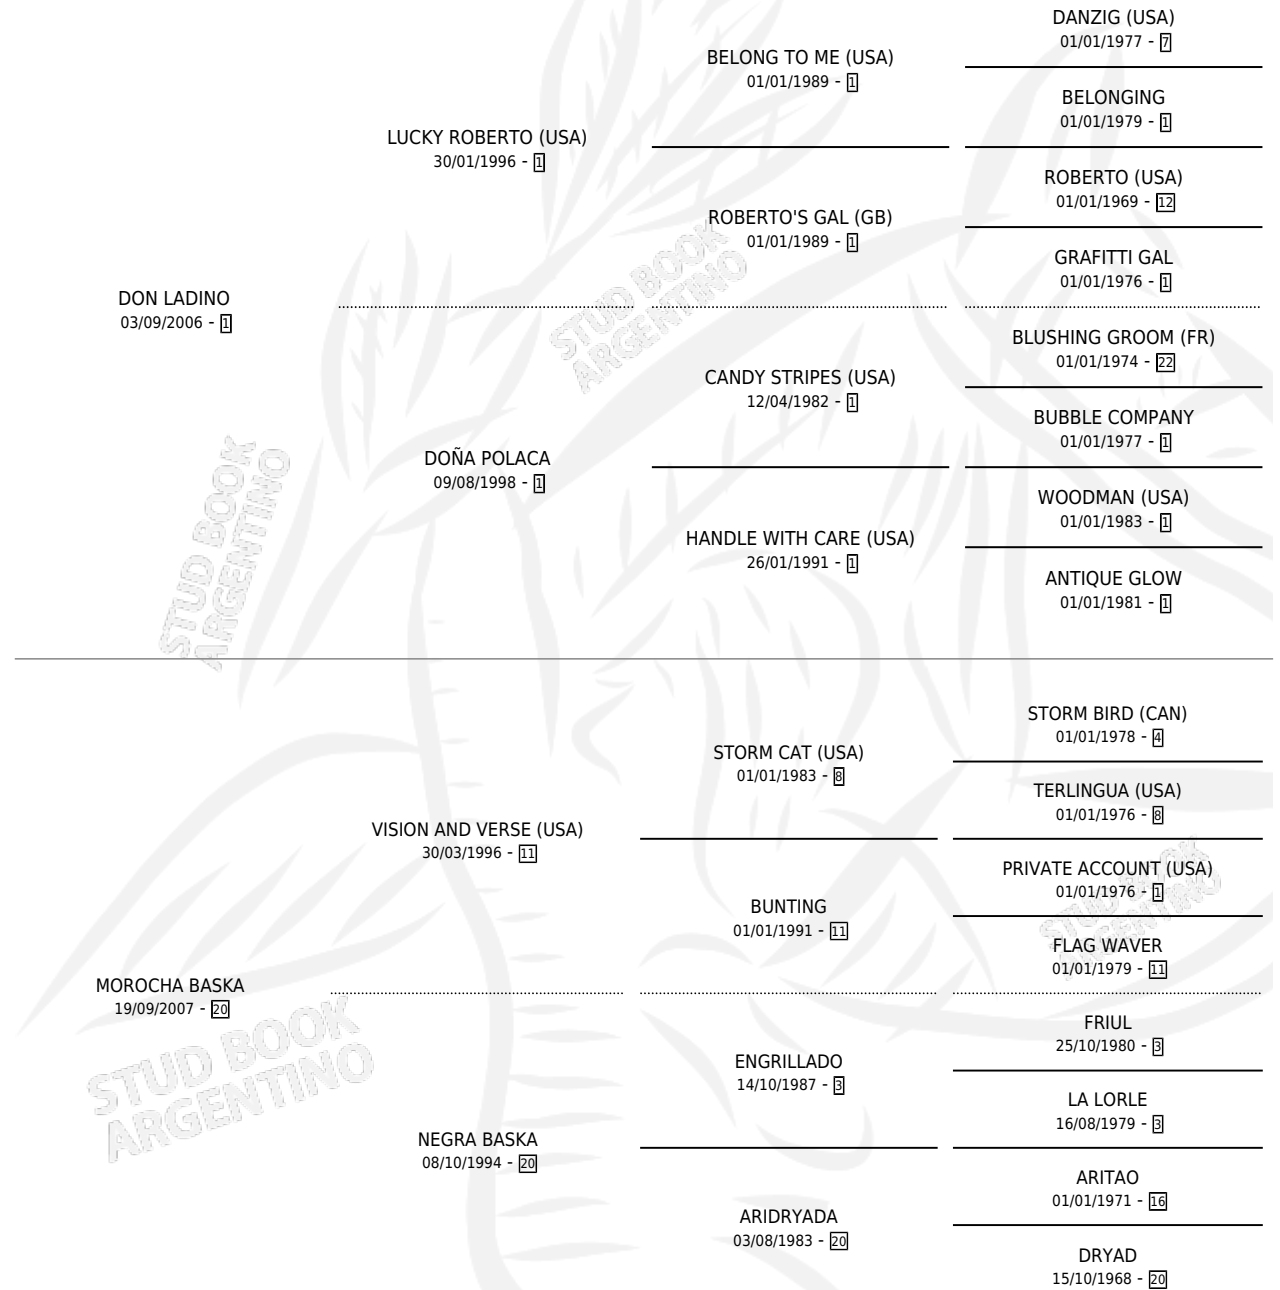 DANZIG (USA)
01/01/1977 - 7
BELONG TO ME (USA)
01/01/1989 - 1
BELONGING
01/01/1979 - 1
LUCKY ROBERTO (USA)
30/01/1996 - 1
ROBERTO (USA)
01/01/1969 - 12
ROBERTO'S GAL (GB)
01/01/1989 - 1
GRAFITTI GAL
01/01/1976 - 1
DON LADINO
03/09/2006 - 1
STUD BOOK
ARGENTINO
BLUSHING GROOM (FR)
01/01/1974 - 22
CANDY STRIPES (USA)
12/04/1982 - 1
BUBBLE COMPANY
01/01/1977 - 1
DOÑA POLACA
09/08/1998 - 1
WOODMAN (USA)
01/01/1983 - 1
HANDLE WITH CARE (USA)
26/01/1991 - 1
ANTIQUE GLOW
01/01/1981 - 1
STUD BOOK
ARGENTINO
STORM BIRD (CAN)
01/01/1978 - 4
STORM CAT (USA)
01/01/1983 - 8
TERLINGUA (USA)
01/01/1976 - 8
VISION AND VERSE (USA)
30/03/1996 - 11
PRIVATE ACCOUNT (USA)
01/01/1976 - 1
STUD BOOK
ARGENTINO
BUNTING
01/01/1991 - 11
FLAG WAVER
01/01/1979 - 11
MOROCHA BASKA
19/09/2007 - 20
STUD BOOK
ARGENTINO
FRIUL
25/10/1980 - 3
ENGRILLADO
14/10/1987 - 3
LA LORLE
16/08/1979 - 3
NEGRA BASKA
08/10/1994 - 20
ARITAO
01/01/1971 - 16
ARIDRYADA
03/08/1983 - 20
DRYAD
15/10/1968 - 20